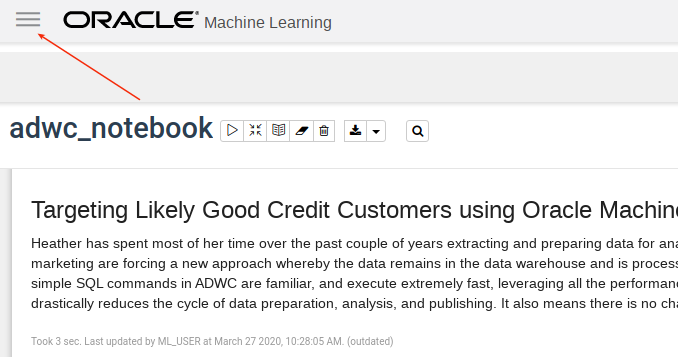 ORACLE® Machine Learning
adwc_notebook
Targeting Likely Good Credit Customers using Oracle Machin
Heather has spent most of her time over the past couple of years extracting and preparing data for ana
marketing are forcing a new approach whereby the data remains in the data warehouse and is proces
simple SQL commands in ADWC are familiar, and execute extremely fast, leveraging all the performan
drastically reduces the cycle of data preparation, analysis, and publishing. It also means there is no cha
Took 3 sec. Last updated by ML_USER at March 27 2020, 10:28:05 AM. (outdated)